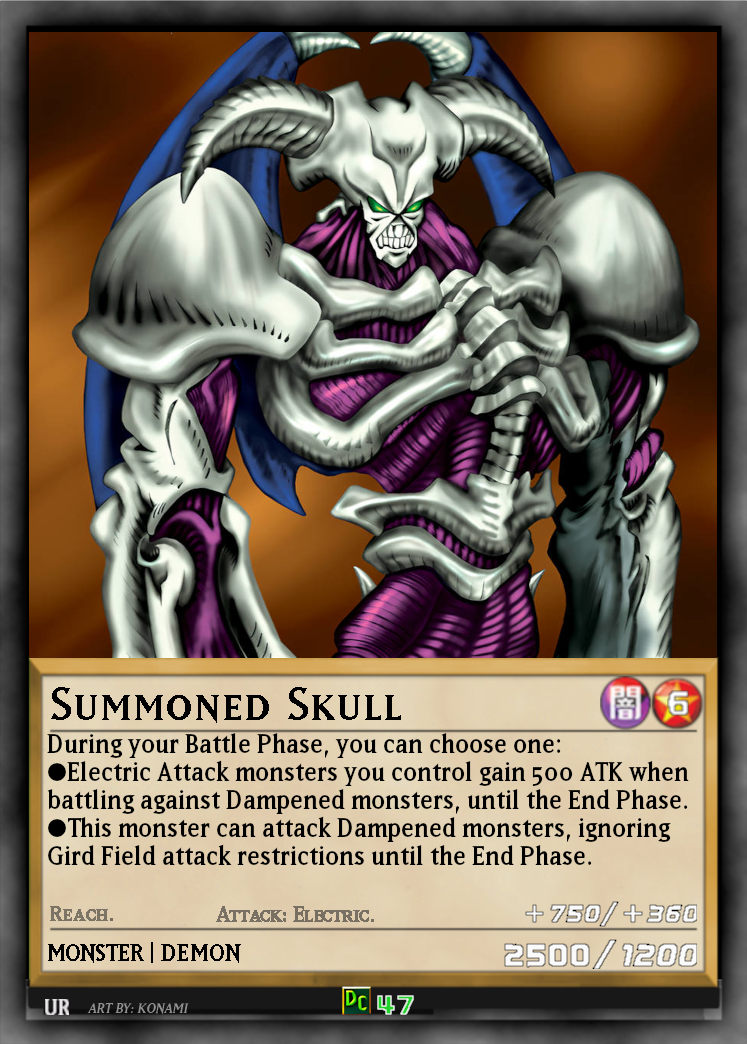 Summoned Skull 闇 6
During your Battle Phase, you can choose one:
●Electric Attack monsters you control gain 500 ATK when
battling against Dampened monsters, until the End Phase.
●This monster can attack Dampened monsters, ignoring
Gird Field attack restrictions until the End Phase.
Reach. Attack: Electric. +750/+360
MONSTER | DEMON 2500/1200
UR ART BY: KONAMI DC 47